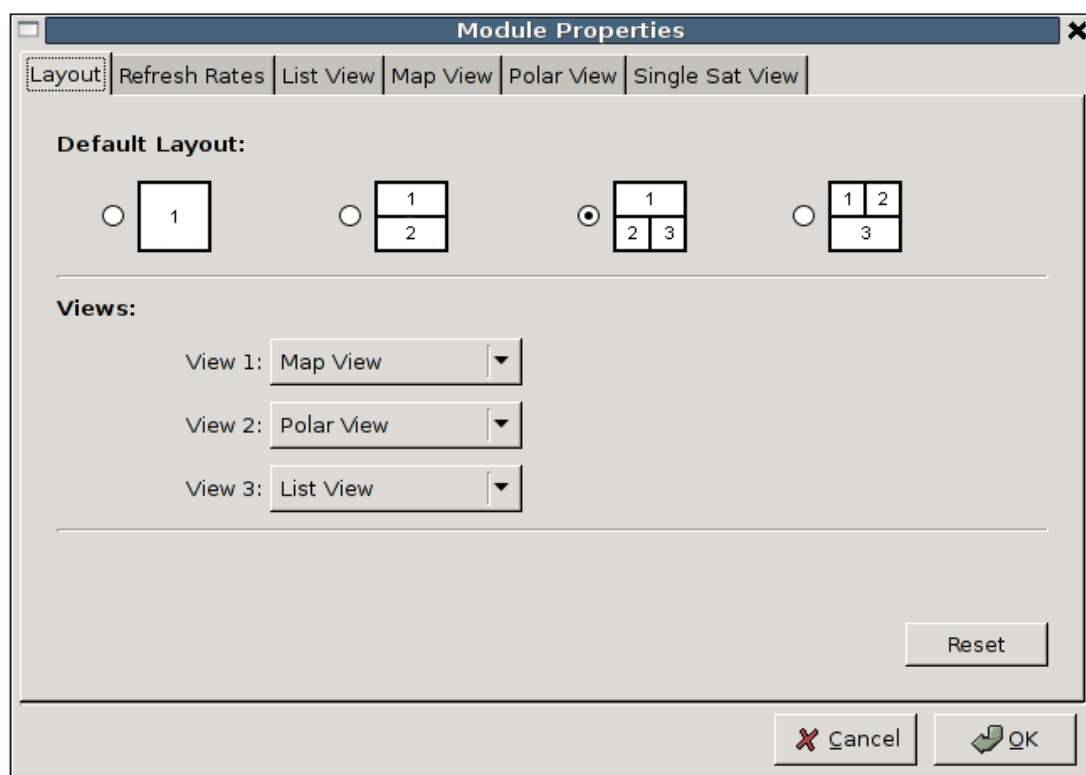 Module Properties
Layout Refresh Rates List View Map View Polar View Single Sat View
Default Layout:
1 1 1 1 2
2 2 3 3
Views:
View 1: Map View
View 2: Polar View
View 3: List View
Reset
Cancel OK